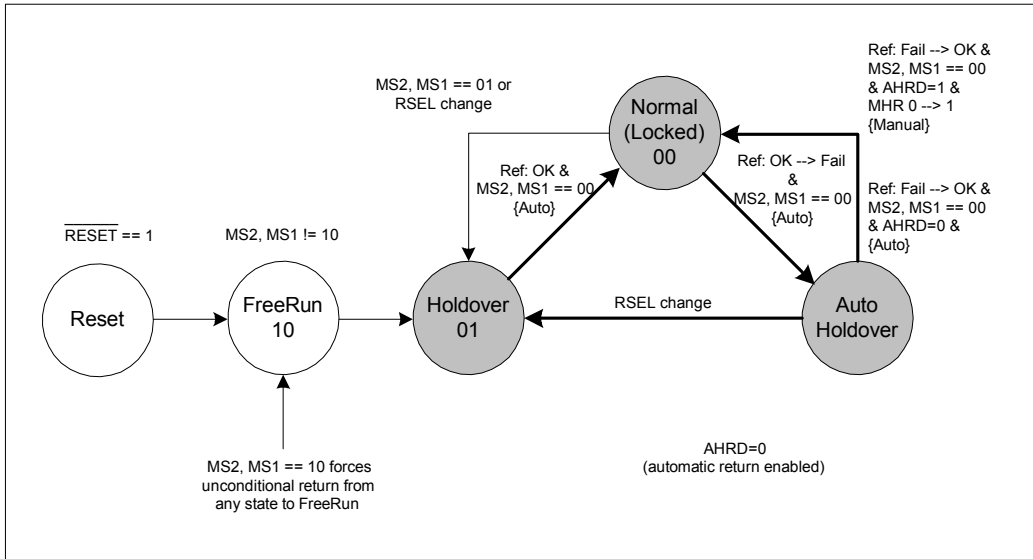 Ref: Fail --> OK &
MS2, MS1 == 00
& AHRD=1 &
MHR 0 --> 1
{Manual}
MS2, MS1 == 01 or
RSEL change
Normal
(Locked)
00
Ref: OK &
MS2, MS1 == 00
{Auto}
Ref: OK --> Fail
&
MS2, MS1 == 00
{Auto}
Ref: Fail --> OK &
MS2, MS1 == 00
& AHRD=0 &
{Auto}
RESET == 1
MS2, MS1 != 10
Reset
FreeRun
10
Holdover
01
RSEL change
Auto
Holdover
MS2, MS1 == 10 forces
unconditional return from
any state to FreeRun
AHRD=0
(automatic return enabled)